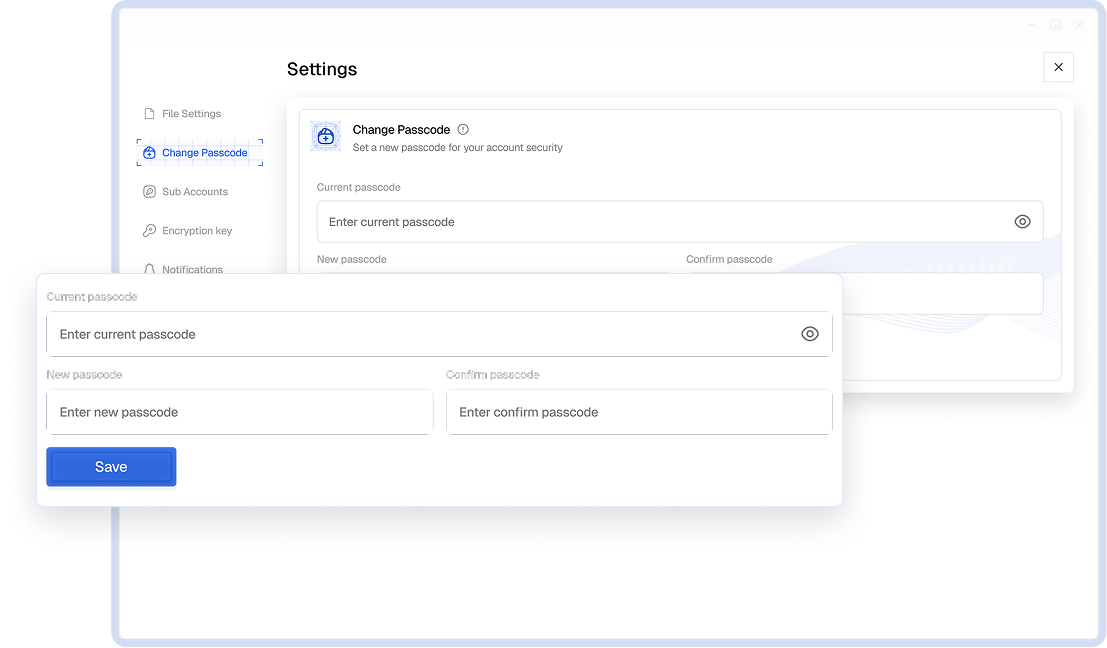 Settings
File Settings
Change Passcode
Sub Accounts
Encryption key
Notifications
Change Passcode
Set a new passcode for your account security
Current passcode
Enter current passcode
New passcode
Confirm passcode
Current passcode
Enter current passcode
New passcode
Confirm passcode
Enter new passcode
Enter confirm passcode
Save